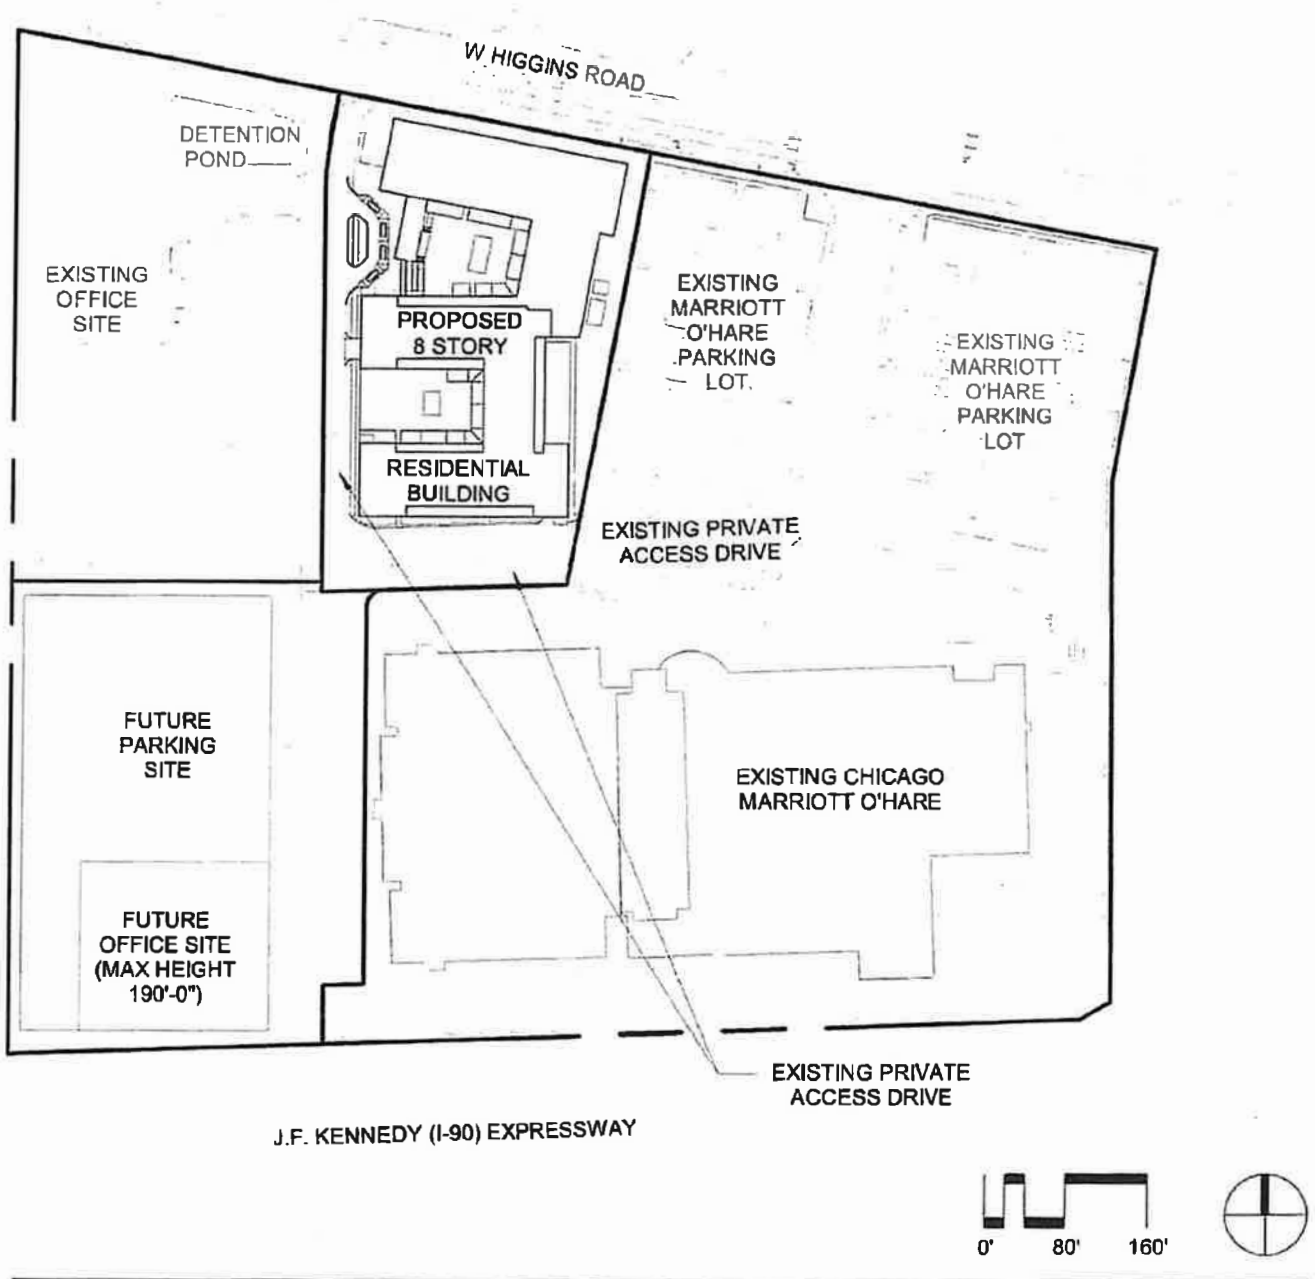 W HIGGINS ROAD
DETENTION
POND
EXISTING
OFFICE
SITE
PROPOSED
8 STORY
RESIDENTIAL
BUILDING
EXISTING
MARRIOTT
O'HARE
PARKING
LOT
EXISTING
MARRIOTT
O'HARE
PARKING
LOT
EXISTING PRIVATE
ACCESS DRIVE
FUTURE
PARKING
SITE
EXISTING CHICAGO
MARRIOTT O'HARE
FUTURE
OFFICE SITE
(MAX HEIGHT
190'-0")
EXISTING PRIVATE
ACCESS DRIVE
J.F. KENNEDY (I-90) EXPRESSWAY
0' 80' 160'